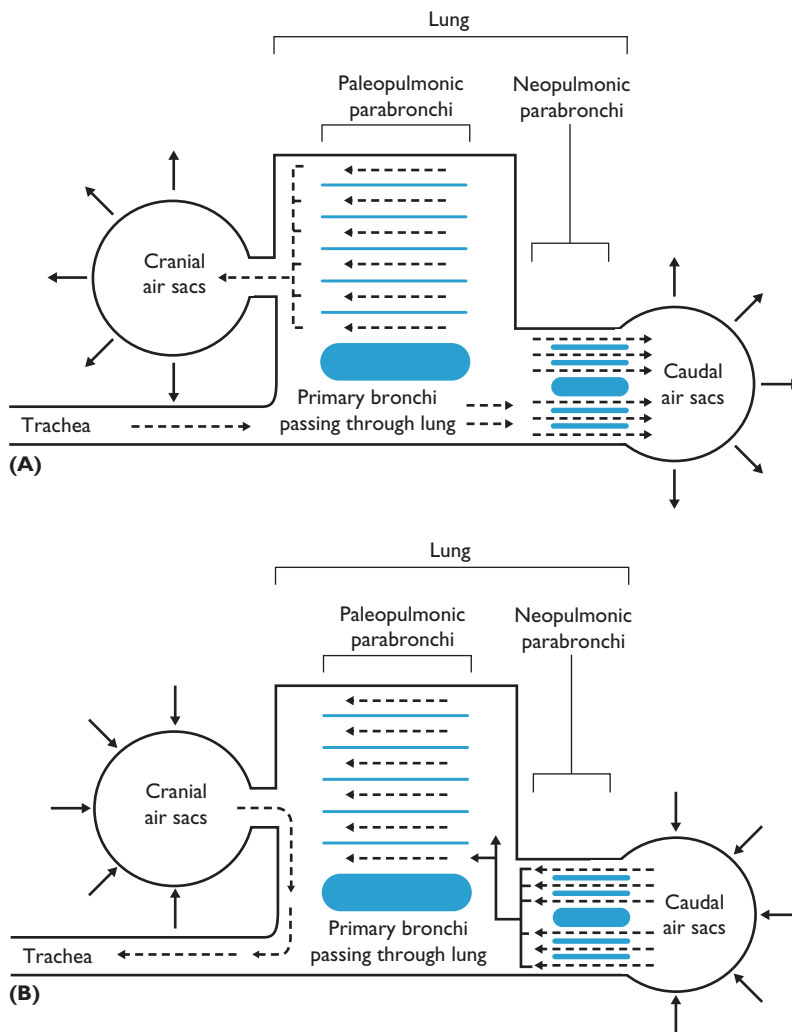 Lung
Paleopulmonic
parabronchi
Neopulmonic
parabronchi
Cranial
air sacs
Caudal
air sacs
Primary bronchi
passing through lung
Trachea
(A)
Lung
Paleopulmonic
parabronchi
Neopulmonic
parabronchi
Cranial
air sacs
Caudal
air sacs
Primary bronchi
passing through lung
Trachea
(B)